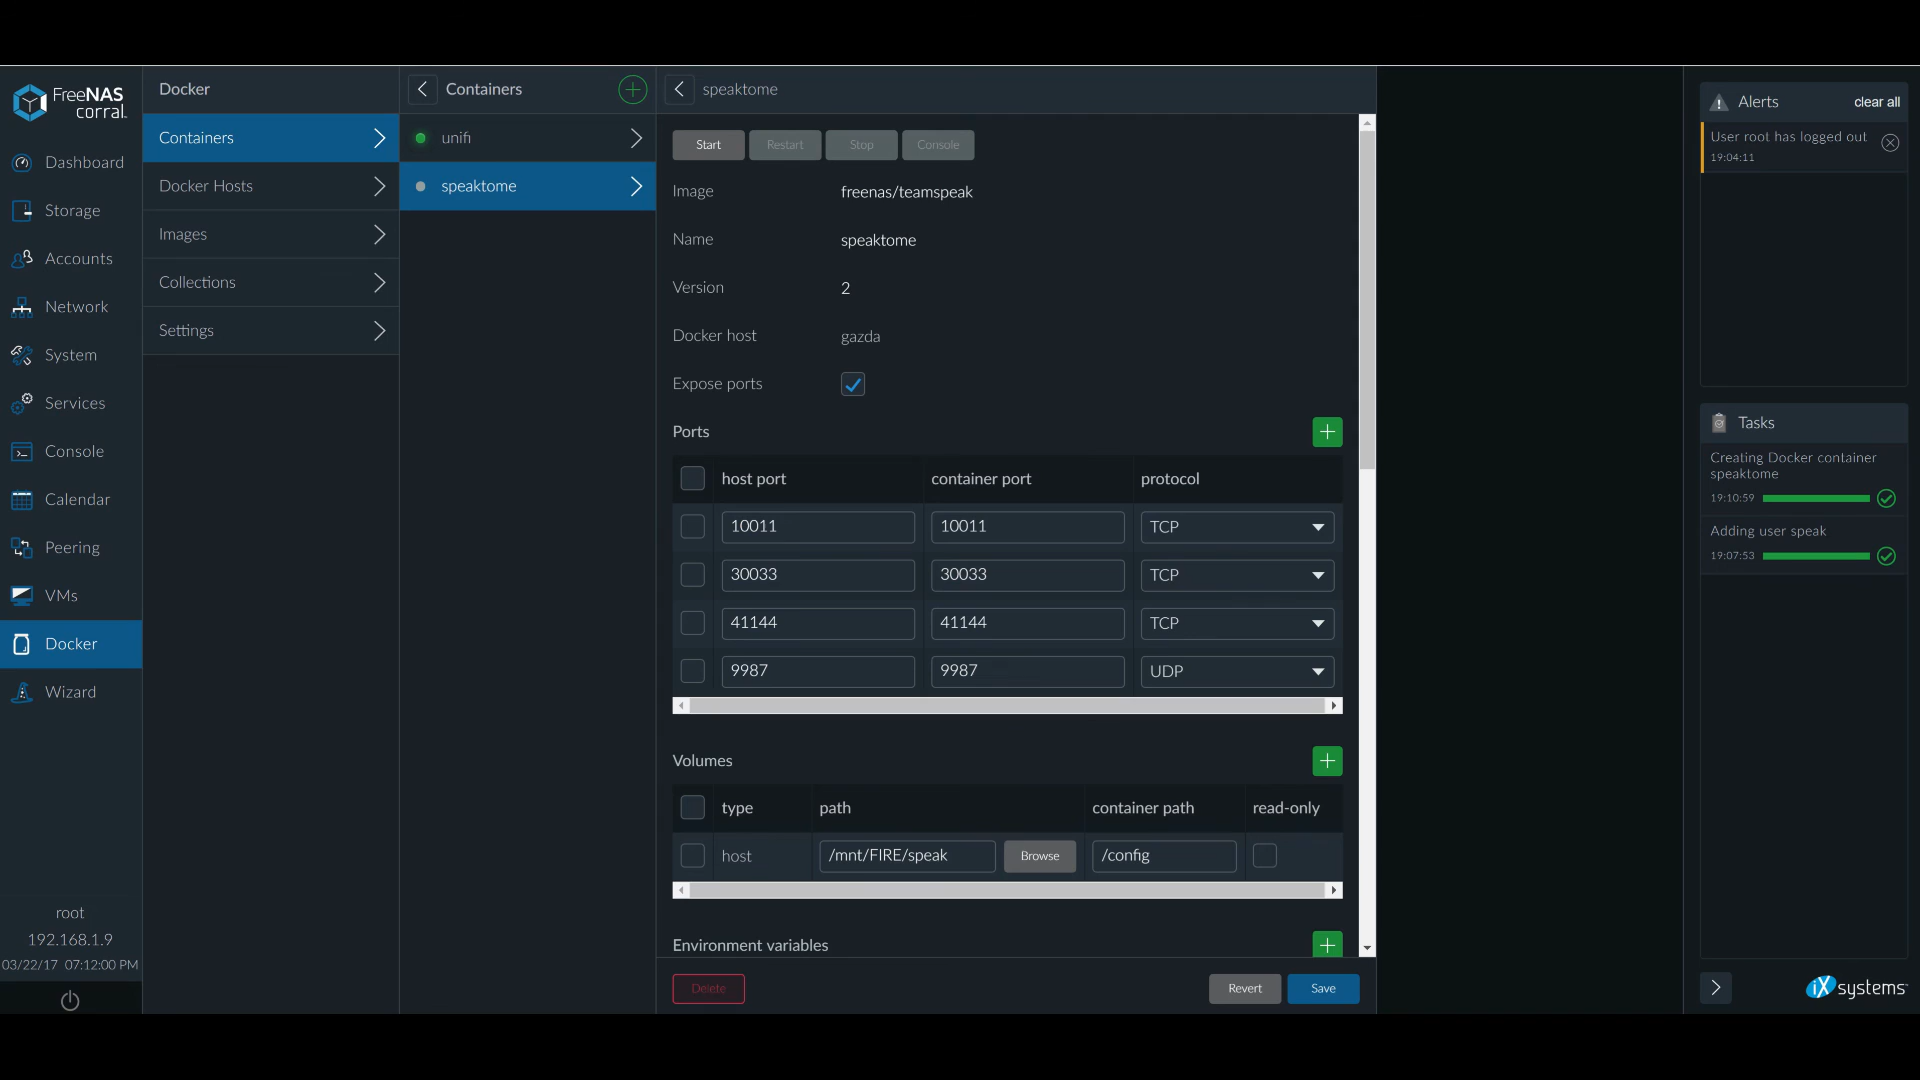 FreeNAS
corral.
Dashboard
Storage
Accounts
Network
System
Services
Console
Calendar
Peering
VMs
Docker
Wizard
root
192.168.1.9
03/22/17 07:12:00 PM
Docker
Containers
Docker Hosts
Images
Collections
Settings
Containers
unifi
speaktome
speaktome
Start Restart Stop Console
Image freenas/teamspeak
Name speaktome
Version 2
Docker host gazda
Expose ports
Ports
host port container port protocol
10011 10011 TCP
30033 30033 TCP
41144 41144 TCP
9987 9987 UDP
Volumes
type path container path read-only
host /mnt/FIRE/speak Browse /config
Environment variables
Delete Revert Save
Alerts clear all
User root has logged out
19:04:11
Tasks
Creating Docker container
speaktome
19:10:59
Adding user speak
19:07:53
iXsystems